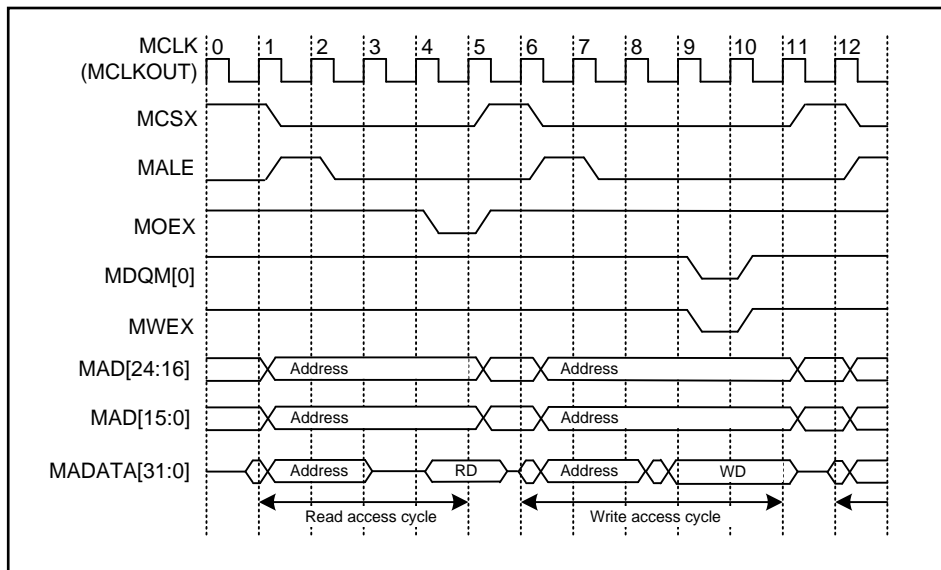 MCLK 0 1 2 3 4 5 6 7 8 9 10 11 12
(MCLKOUT)
MCSX
MALE
MOEX
MDQM[0]
MWEX
MAD[24:16] Address Address
MAD[15:0] Address Address
MADATA[31:0] Address RD Address WD
Read access cycle Write access cycle